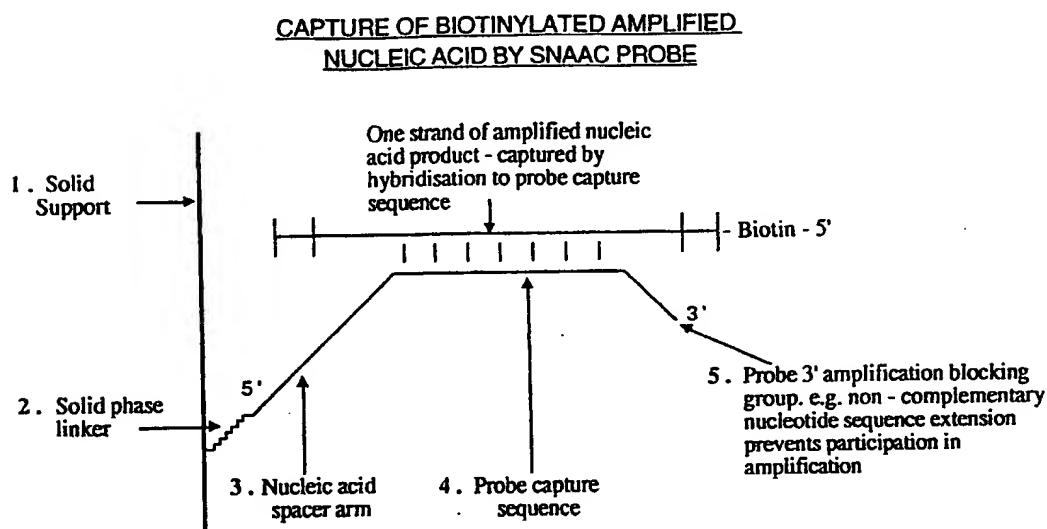 CAPTURE OF BIOTINYLATED AMPLIFIED
NUCLEIC ACID BY SNAAC PROBE
One strand of amplified nucleic
acid product - captured by
hybridisation to probe capture
sequence
1 . Solid
Support
- Biotin - 5'
3'
5'
2 . Solid phase
linker
5 . Probe 3' amplification blocking
group. e.g. non - complementary
nucleotide sequence extension
prevents participation in
amplification
3 . Nucleic acid
spacer arm
4 . Probe capture
sequence